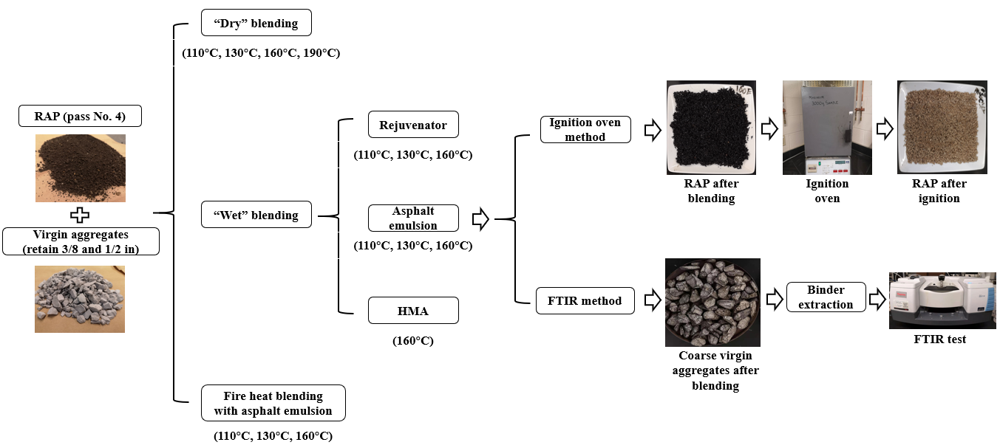 RAP (pass No. 4)
Virgin aggregates
(retain 3/8 and 1/2 in)
“Dry” blending
(110°C, 130°C, 160°C, 190°C)
“Wet” blending
Fire heat blending
with asphalt emulsion
(110°C, 130°C, 160°C)
Rejuvenator
(110°C, 130°C, 160°C)
Asphalt
emulsion
(110°C, 130°C, 160°C)
HMA
(160°C)
Ignition oven
method
160E
RAP after
blending
3000g SAMPLE
Ignition
oven
RAP after
ignition
FTIR method
Coarse virgin
aggregates after
blending
Binder
extraction
FTIR test